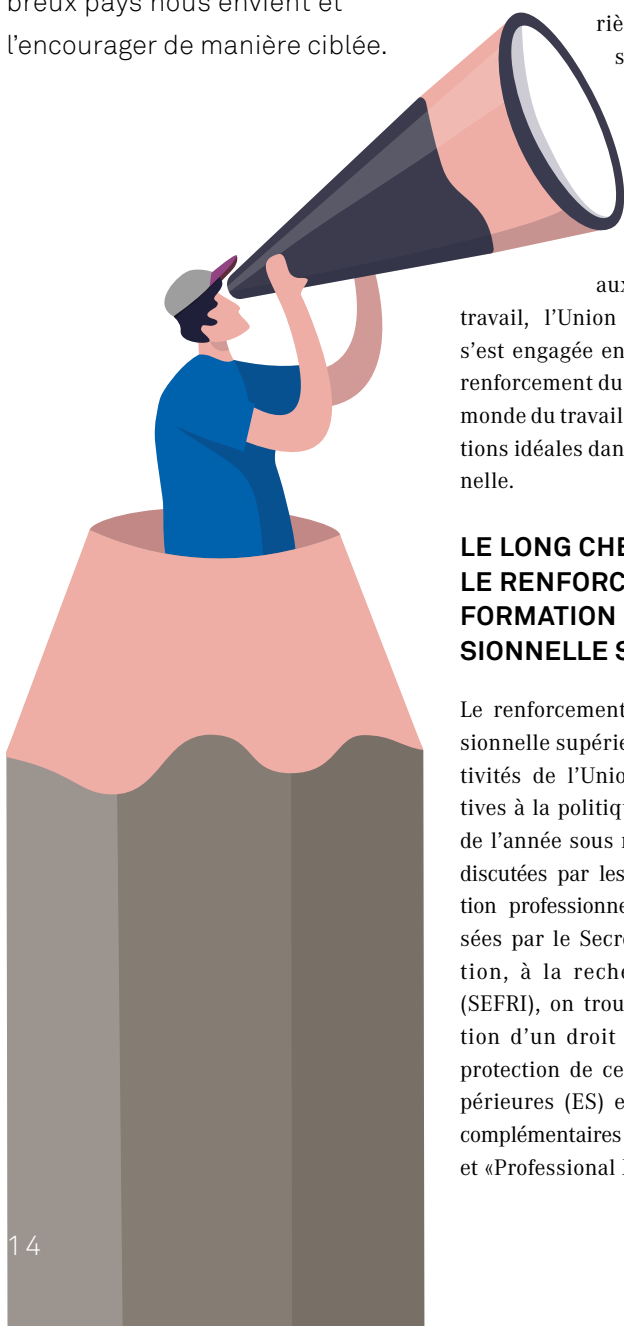 breux pays nous envient et
l'encourager de manière ciblée.
aux
travail, l'Union
s'est engagée en
renforcement du
monde du travail
tions idéales dan
nelle.
LE LONG CHE
LE RENFORC
FORMATION
SIONNELLE S
Le renforcement
sionnelle supérie
tivités de l'Unio
tives à la politiq
de l'année sous r
discutées par les
tion professionne
sées par le Secr
tion, à la reche
(SEFRI), on trou
tion d'un droit
protection de ce
périeures (ES) e
complémentaires
et «Professional
14